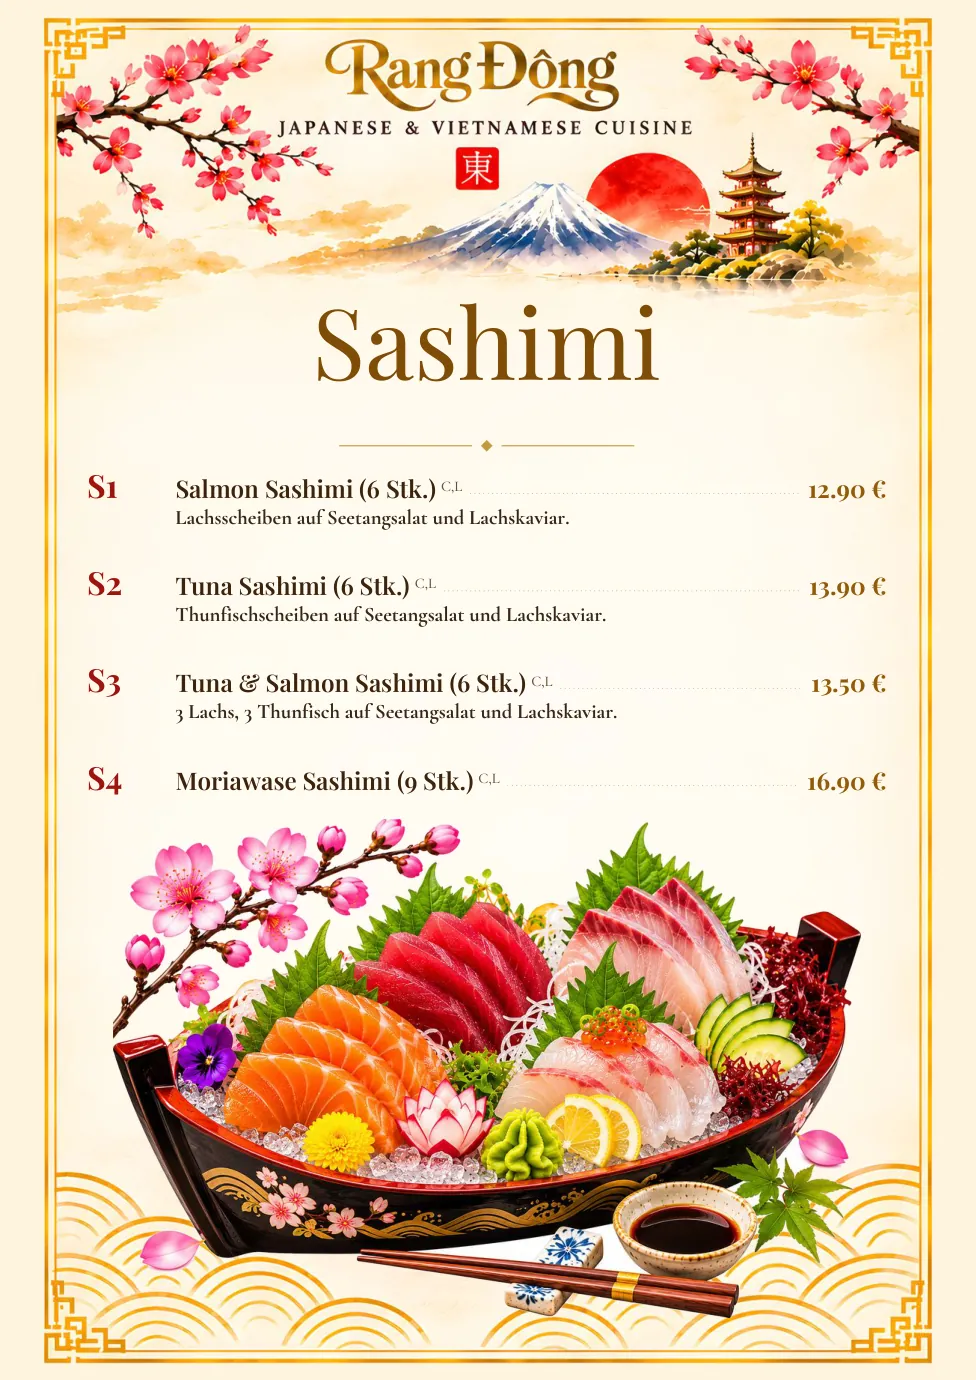 Rang Đông
JAPANESE & VIETNAMESE CUISINE
東
Sashimi
S1 Salmon Sashimi (6 Stk.) C,L 12.90 €
Lachsscheiben auf Seetangsalat und Lachskaviar.
S2 Tuna Sashimi (6 Stk.) C,L 13.90 €
Thunfischscheiben auf Seetangsalat und Lachskaviar.
S3 Tuna & Salmon Sashimi (6 Stk.) C,L 13.50 €
3 Lachs, 3 Thunfisch auf Seetangsalat und Lachskaviar.
S4 Moriawase Sashimi (9 Stk.) C,L 16.90 €